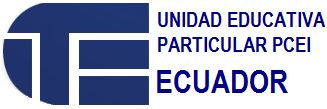 UNIDAD EDUCATIVA
PARTICULAR PCEI
ECUADOR